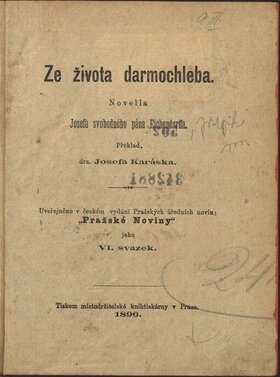 Ze života darmochleba.
Novella
Josefa svobodného pána Eichendorffa.
Překlad
dra. Josefa Karáska.
Uveřejněno v českém vydání Pražských úředních novin:
„Pražské Noviny“
jako
VI. svazek.
Tiskem místodržitelské knihtiskárny v Praze.
1896.